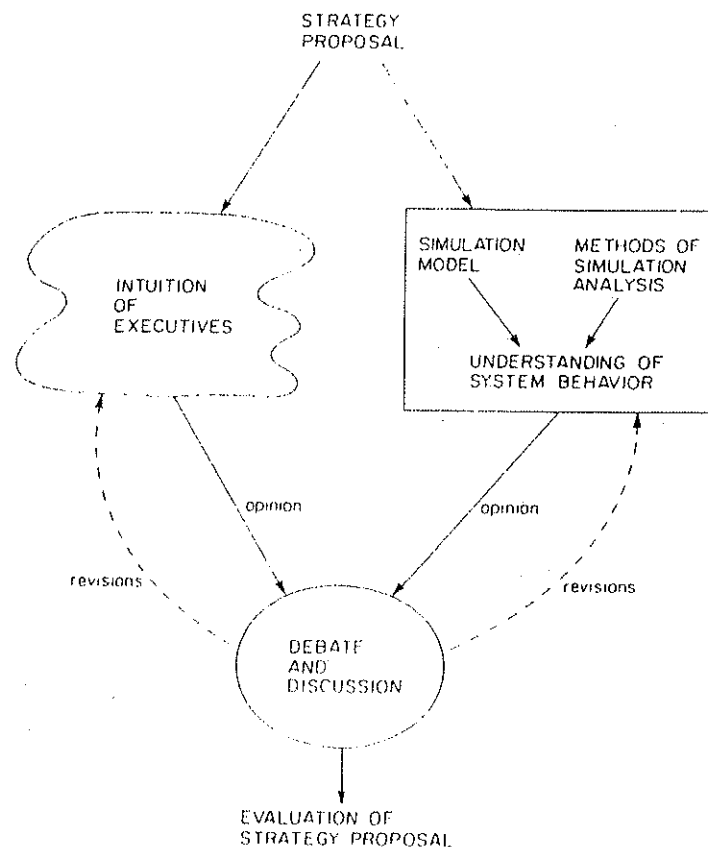 STRATEGY
PROPOSAL
INTUITION
OF
EXECUTIVES
SIMULATION
MODEL
METHODS OF
SIMULATION
ANALYSIS
UNDERSTANDING OF
SYSTEM BEHAVIOR
opinion
opinion
revisions
revisions
DEBATE
AND
DISCUSSION
EVALUATION OF
STRATEGY PROPOSAL